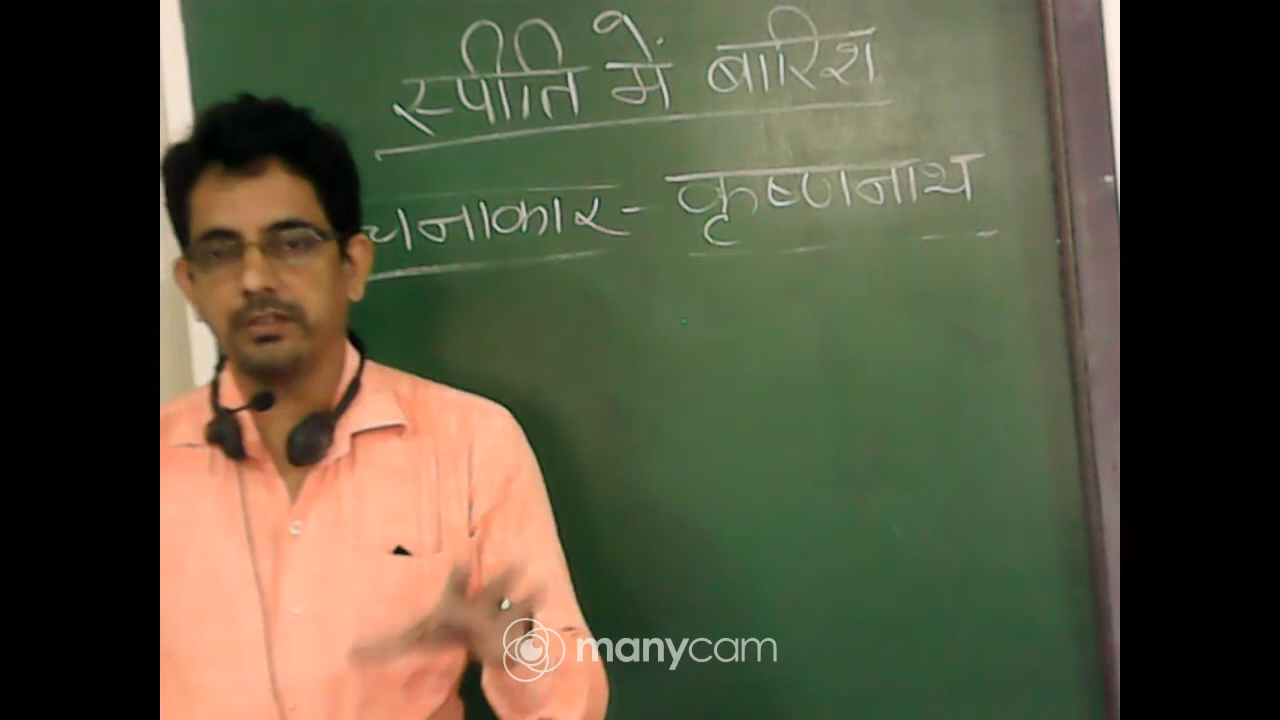 स्पीति में बारिश
चनाकार - कृष्णनाथ
manycam